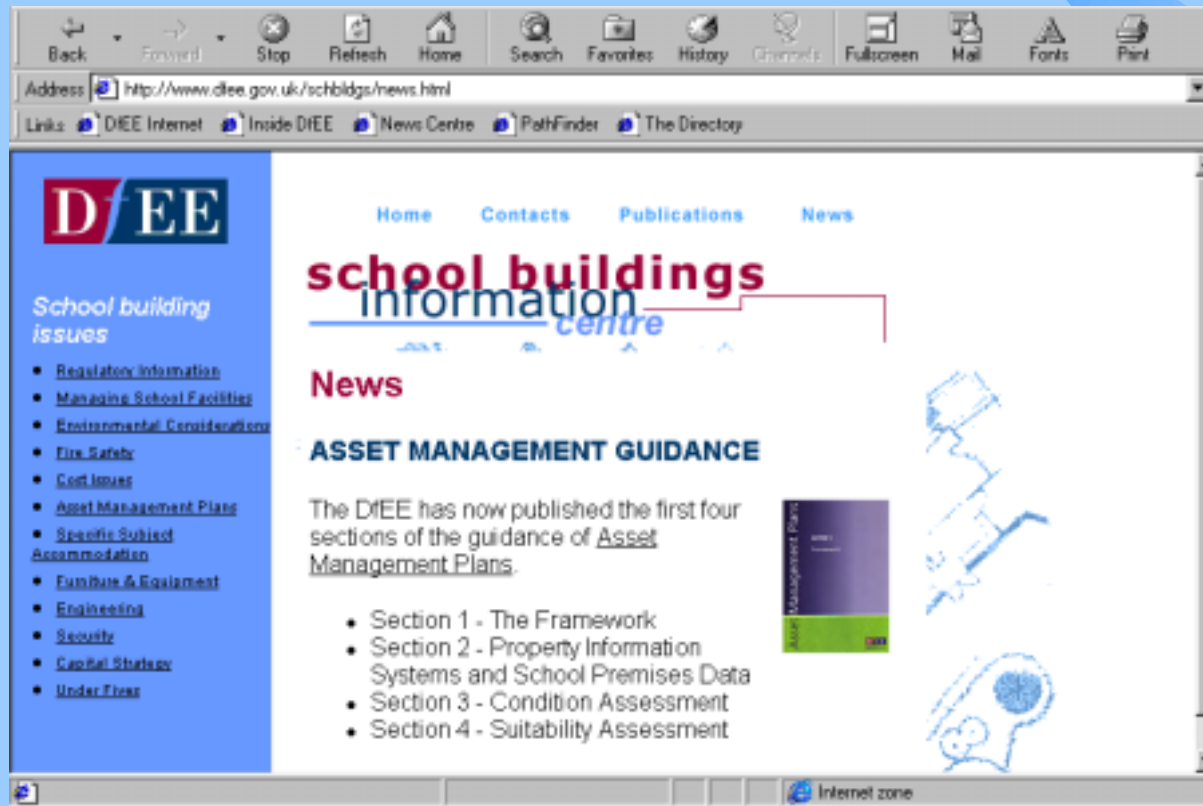 Back Forward Stop Refresh Home Search Favorites History Channels Fullscreen Mail Fonts Print
Address http://www.dfee.gov.uk/schbldgs/news.html
Links DfEE Internet Inside DfEE News Centre PathFinder The Directory
DfEE
Home Contacts Publications News
school buildings
information
centre
School building
issues
• Regulatory Information
• Managing School Facilities
• Environmental Considerations
• Fire Safety
• Cost Issues
• Asset Management Plans
• Specific Subject
Accommodation
• Furniture & Equipment
• Engineering
• Security
• Capital Strategy
• Under Fives
News
ASSET MANAGEMENT GUIDANCE
The DfEE has now published the first four
sections of the guidance of Asset
Management Plans.
• Section 1 - The Framework
• Section 2 - Property Information
Systems and School Premises Data
• Section 3 - Condition Assessment
• Section 4 - Suitability Assessment
Asset Management Plans
Internet zone